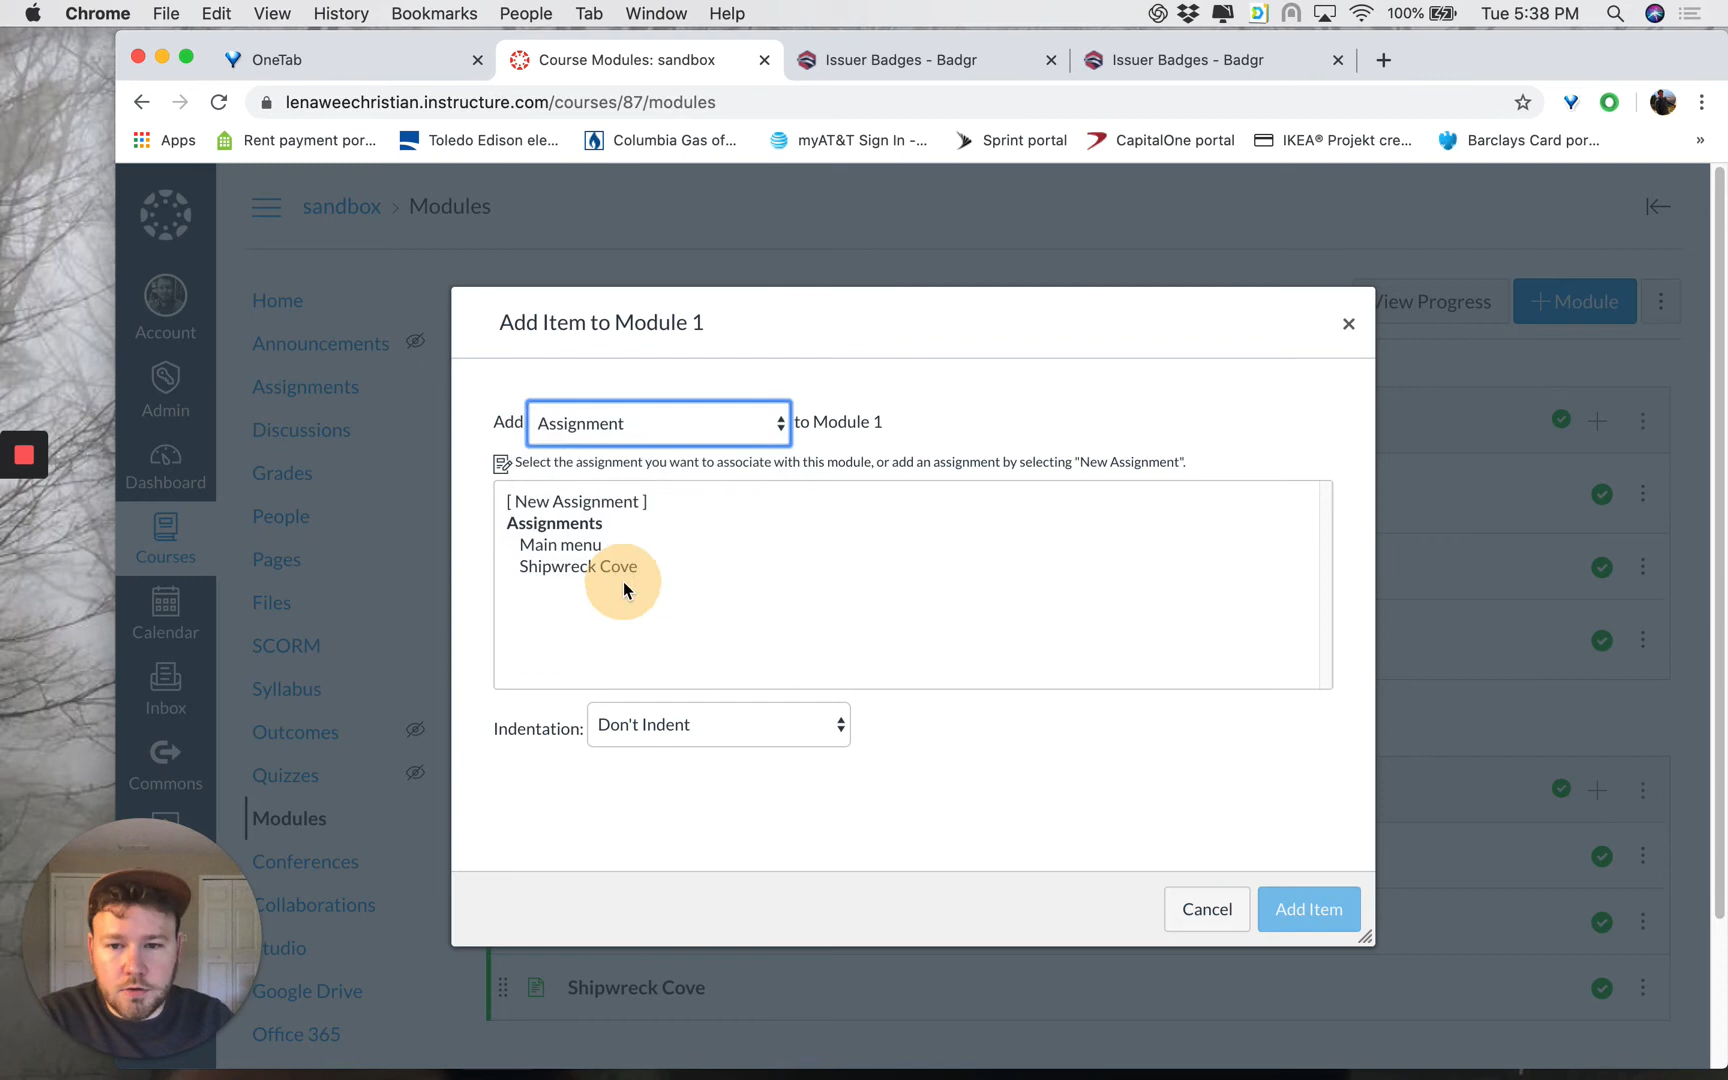 Chrome File Edit View History Bookmarks People Tab Window Help 100% Tue 5:38 PM
OneTab Course Modules: sandbox Issuer Badges - Badgr Issuer Badges - Badgr
lenaweechristian.instructure.com/courses/87/modules
Apps Rent payment por... Toledo Edison ele... Columbia Gas of... myAT&T Sign In -... Sprint portal CapitalOne portal IKEA® Projekt cre... Barclays Card por... »
sandbox › Modules
Account
Admin
Dashboard
Courses
Calendar
Inbox
Commons
Home
Announcements
Assignments
Discussions
Grades
People
Pages
Files
SCORM
Syllabus
Outcomes
Quizzes
Modules
Conferences
Collaborations
Studio
Google Drive
Office 365
View Progress + Module
Add Item to Module 1
Add Assignment to Module 1
Select the assignment you want to associate with this module, or add an assignment by selecting "New Assignment".
[ New Assignment ]
Assignments
Main menu
Shipwreck Cove
Indentation: Don't Indent
Cancel Add Item
Shipwreck Cove